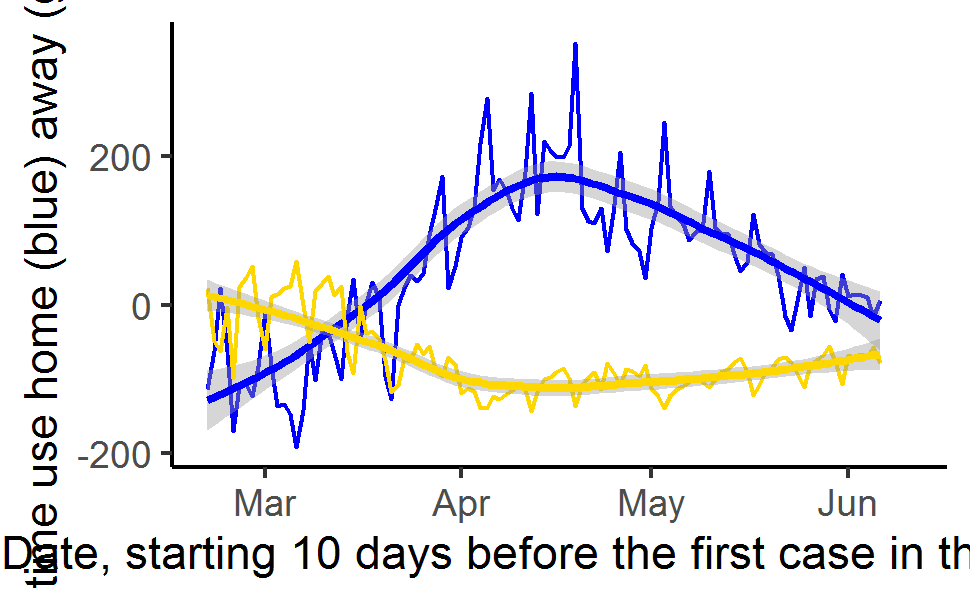 time use home (blue) away (
200
0
-200
Mar Apr May Jun
Date, starting 10 days before the first case in th